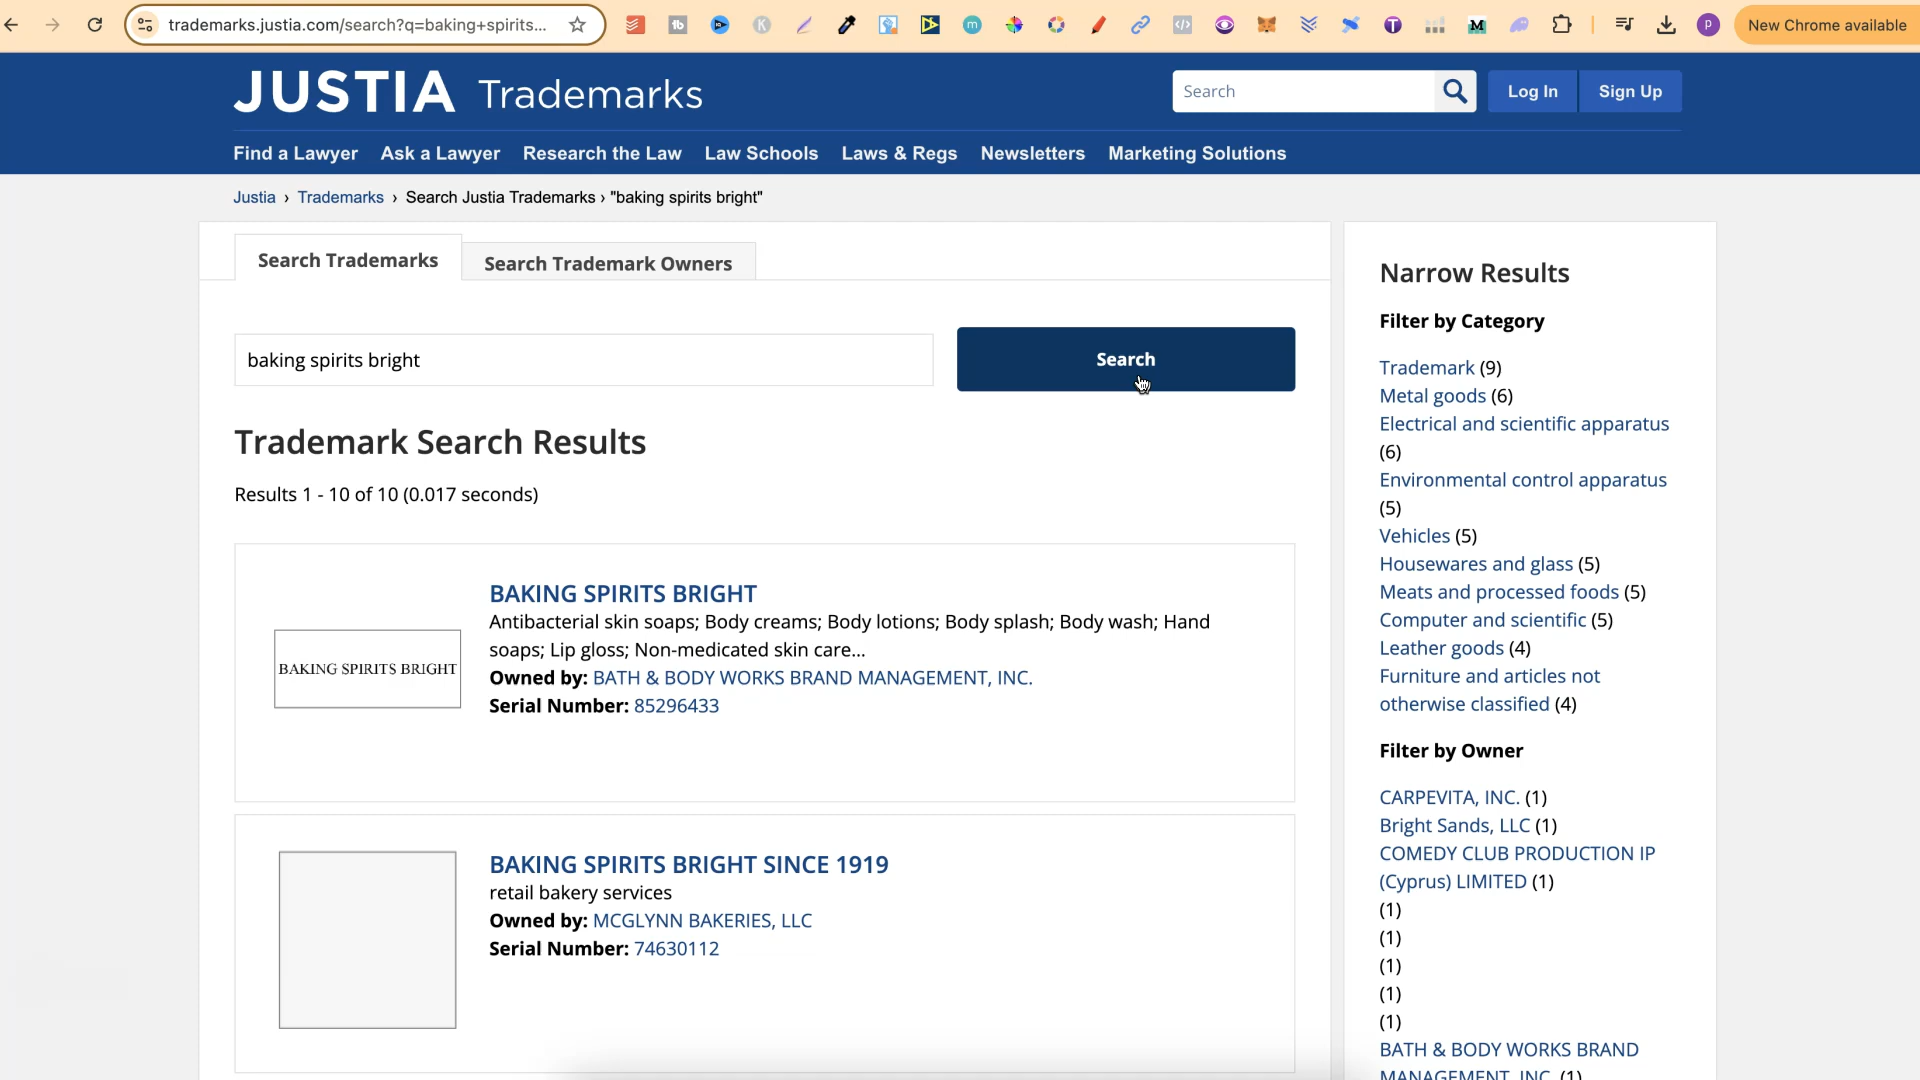 trademarks.justia.com/search?q=baking+spirits...
New Chrome available
JUSTIA Trademarks
Search
Log In
Sign Up
Find a Lawyer Ask a Lawyer Research the Law Law Schools Laws & Regs Newsletters Marketing Solutions
Justia › Trademarks › Search Justia Trademarks › "baking spirits bright"
Search Trademarks
Search Trademark Owners
baking spirits bright
Search
Trademark Search Results
Results 1 - 10 of 10 (0.017 seconds)
BAKING SPIRITS BRIGHT
BAKING SPIRITS BRIGHT
Antibacterial skin soaps; Body creams; Body lotions; Body splash; Body wash; Hand
soaps; Lip gloss; Non-medicated skin care...
Owned by: BATH & BODY WORKS BRAND MANAGEMENT, INC.
Serial Number: 85296433
BAKING SPIRITS BRIGHT SINCE 1919
retail bakery services
Owned by: MCGLYNN BAKERIES, LLC
Serial Number: 74630112
Narrow Results
Filter by Category
Trademark (9)
Metal goods (6)
Electrical and scientific apparatus
(6)
Environmental control apparatus
(5)
Vehicles (5)
Housewares and glass (5)
Meats and processed foods (5)
Computer and scientific (5)
Leather goods (4)
Furniture and articles not
otherwise classified (4)
Filter by Owner
CARPEVITA, INC. (1)
Bright Sands, LLC (1)
COMEDY CLUB PRODUCTION IP
(Cyprus) LIMITED (1)
(1)
(1)
(1)
(1)
(1)
BATH & BODY WORKS BRAND
MANAGEMENT, INC. (1)